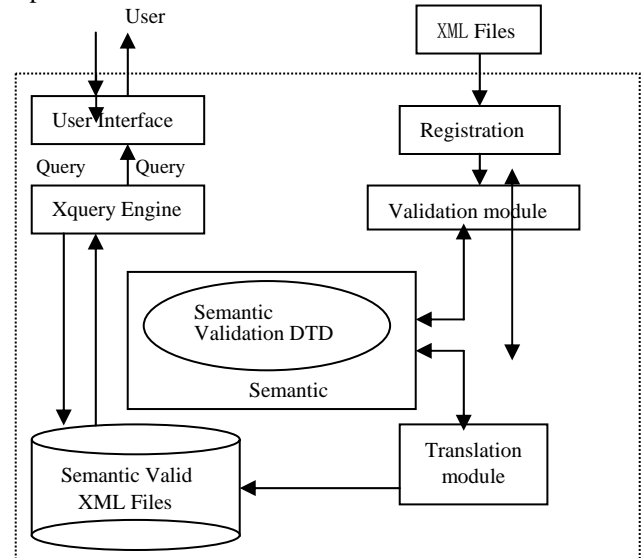 User
XML Files
User Interface
Registration
Query
Query
Xquery Engine
Validation module
Semantic
Validation DTD
Semantic
Translation
module
Semantic Valid
XML Files